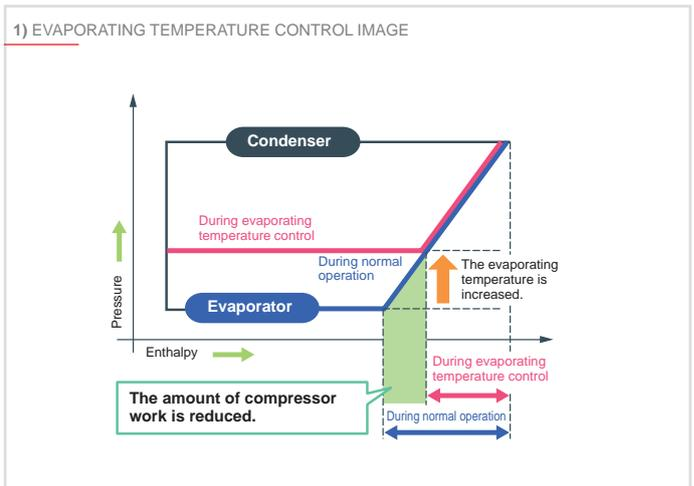 1) EVAPORATING TEMPERATURE CONTROL IMAGE
Condenser
During evaporating
temperature control
During normal
operation
The evaporating
temperature is
increased.
Evaporator
Pressure
Enthalpy
During evaporating
temperature control
The amount of compressor
work is reduced.
During normal operation